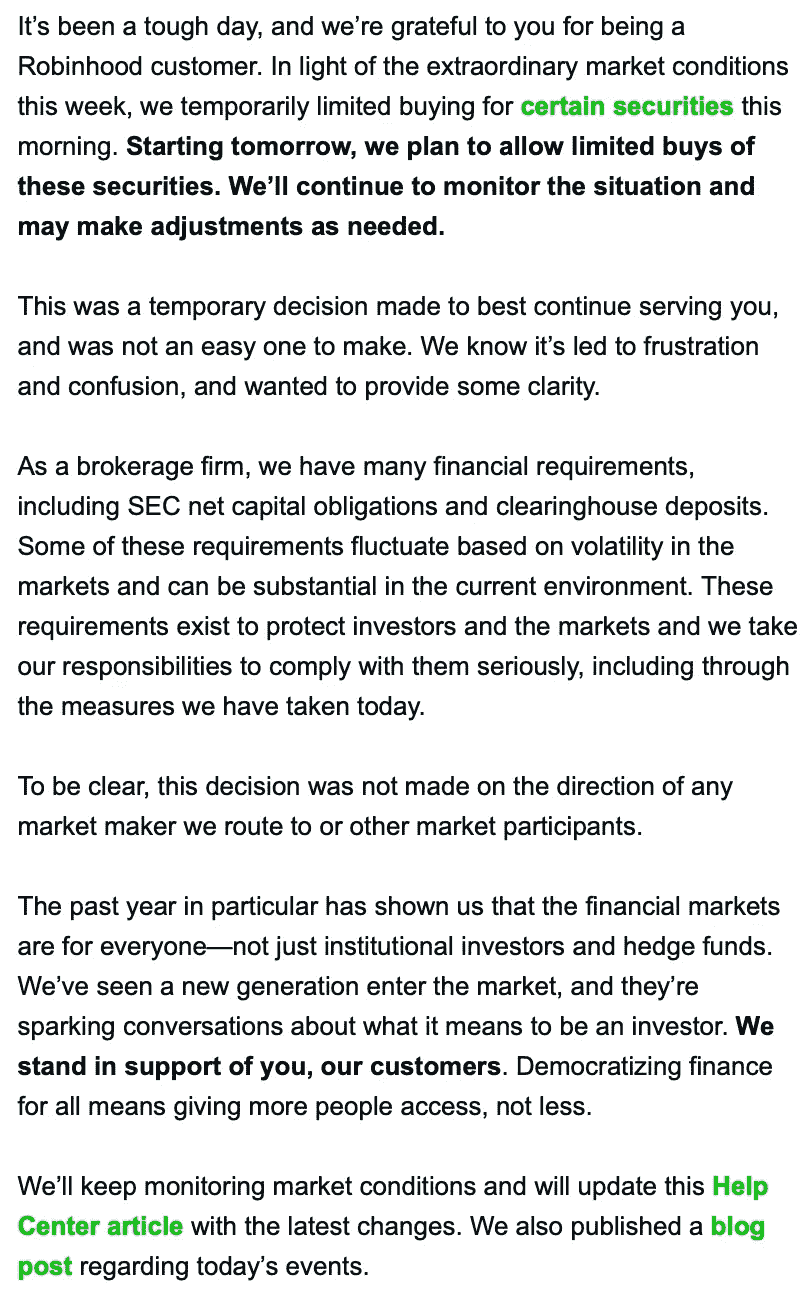 It’s been a tough day, and we’re grateful to you for being a
Robinhood customer. In light of the extraordinary market conditions
this week, we temporarily limited buying for certain securities this
morning. Starting tomorrow, we plan to allow limited buys of
these securities. We’ll continue to monitor the situation and
may make adjustments as needed.
This was a temporary decision made to best continue serving you,
and was not an easy one to make. We know it’s led to frustration
and confusion, and wanted to provide some clarity.
As a brokerage firm, we have many financial requirements,
including SEC net capital obligations and clearinghouse deposits.
Some of these requirements fluctuate based on volatility in the
markets and can be substantial in the current environment. These
requirements exist to protect investors and the markets and we take
our responsibilities to comply with them seriously, including through
the measures we have taken today.
To be clear, this decision was not made on the direction of any
market maker we route to or other market participants.
The past year in particular has shown us that the financial markets
are for everyone—not just institutional investors and hedge funds.
We’ve seen a new generation enter the market, and they’re
sparking conversations about what it means to be an investor. We
stand in support of you, our customers. Democratizing finance
for all means giving more people access, not less.
We’ll keep monitoring market conditions and will update this Help
Center article with the latest changes. We also published a blog
post regarding today’s events.